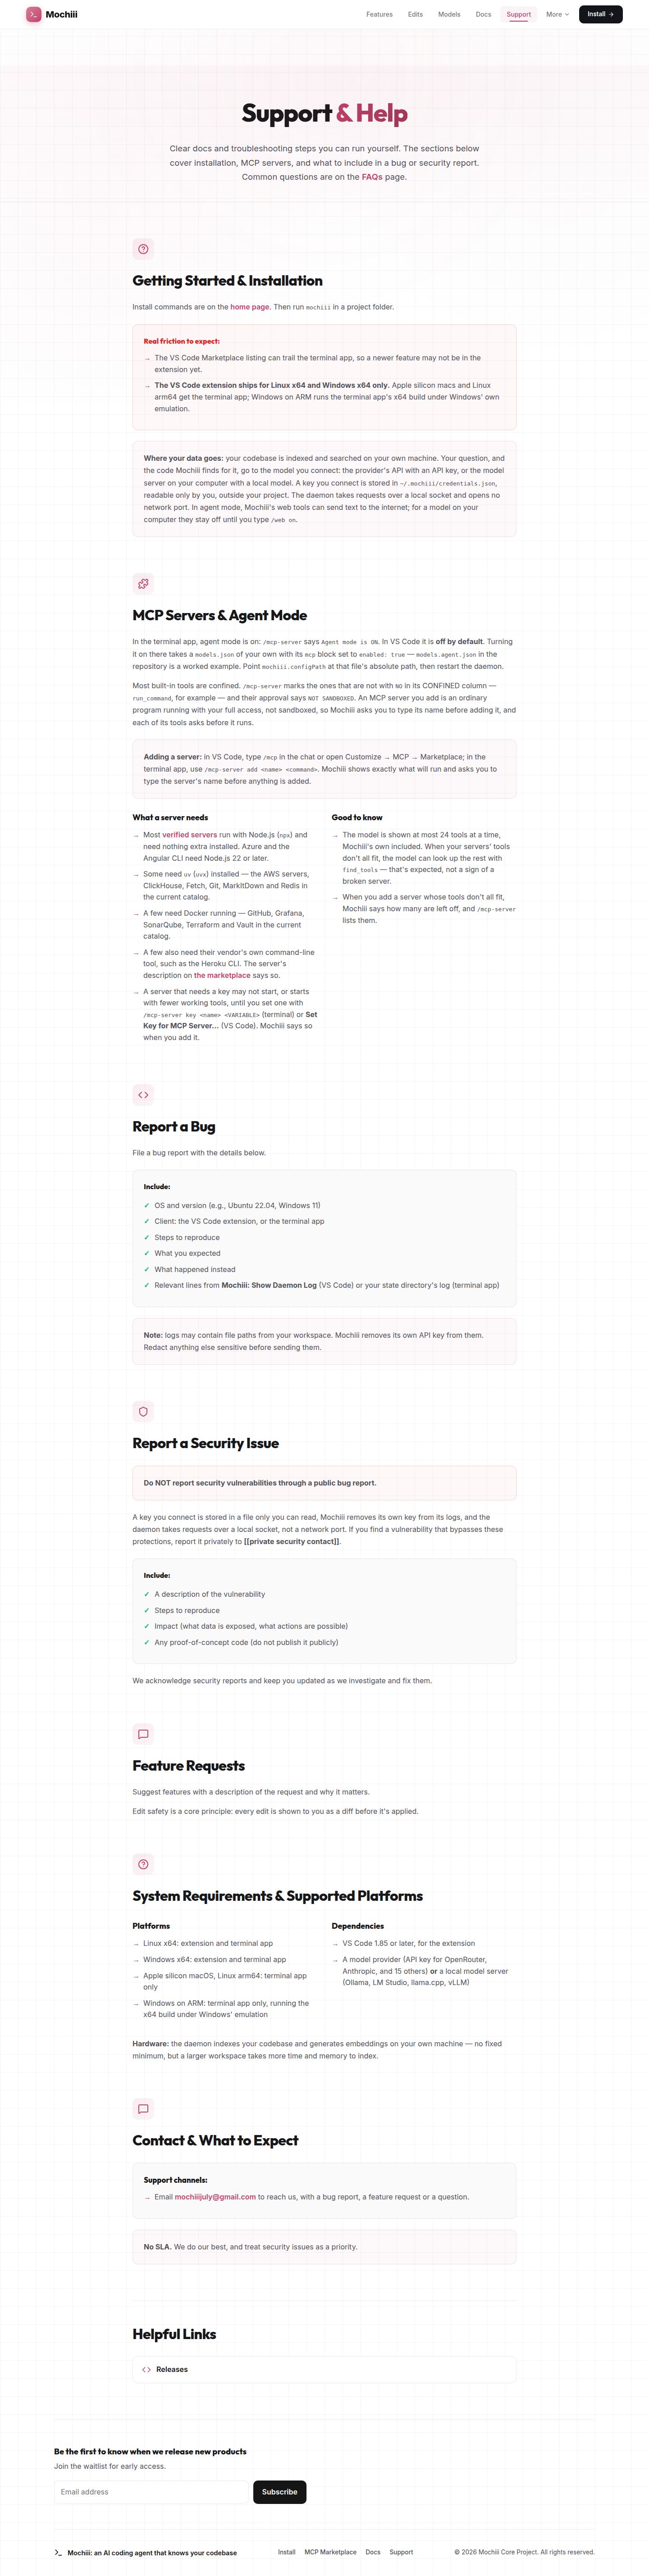 Mochiii
Features Edits Models Docs Support More Install →
Support & Help
Clear docs and troubleshooting steps you can run yourself. The sections below
cover installation, MCP servers, and what to include in a bug or security report.
Common questions are on the FAQs page.
Getting Started & Installation
Install commands are on the home page. Then run mochiii in a project folder.
Real friction to expect:
→ The VS Code Marketplace listing can trail the terminal app, so a newer feature may not be in the
extension yet.
→ The VS Code extension ships for Linux x64 and Windows x64 only. Apple silicon macs and Linux
arm64 get the terminal app; Windows on ARM runs the terminal app's x64 build under Windows' own
emulation.
Where your data goes: your codebase is indexed and searched on your own machine. Your question, and
the code Mochiii finds for it, go to the model you connect: the provider's API with an API key, or the model
server on your computer with a local model. A key you connect is stored in ~/.mochiii/credentials.json,
readable only by you, outside your project. The daemon takes requests over a local socket and opens no
network port. In agent mode, Mochiii's web tools can send text to the internet; for a model on your
computer they stay off until you type /web on.
MCP Servers & Agent Mode
In the terminal app, agent mode is on: /mcp-server says Agent mode is ON. In VS Code it is off by default. Turning
it on there takes a models.json of your own with its mcp block set to enabled: true — models.agent.json in the
repository is a worked example. Point mochiii.configPath at that file's absolute path, then restart the daemon.
Most built-in tools are confined. /mcp-server marks the ones that are not with NO in its CONFINED column —
run_command, for example — and their approval says NOT SANDBOXED. An MCP server you add is an ordinary
program running with your full access, not sandboxed, so Mochiii asks you to type its name before adding it, and
each of its tools asks before it runs.
Adding a server: in VS Code, type /mcp in the chat or open Customize → MCP → Marketplace; in the
terminal app, use /mcp-server add <name> <command>. Mochiii shows exactly what will run and asks you to
type the server's name before anything is added.
What a server needs
→ Most verified servers run with Node.js (npx) and
need nothing extra installed. Azure and the
Angular CLI need Node.js 22 or later.
→ Some need uv (uvx) installed — the AWS servers,
ClickHouse, Fetch, Git, MarkItDown and Redis in
the current catalog.
→ A few need Docker running — GitHub, Grafana,
SonarQube, Terraform and Vault in the current
catalog.
→ A few also need their vendor's own command-line
tool, such as the Heroku CLI. The server's
description on the marketplace says so.
→ A server that needs a key may not start, or starts
with fewer working tools, until you set one with
/mcp-server key <name> <VARIABLE> (terminal) or Set
Key for MCP Server... (VS Code). Mochiii says so
when you add it.
Good to know
→ The model is shown at most 24 tools at a time,
Mochiii's own included. When your servers' tools
don't all fit, the model can look up the rest with
find_tools — that's expected, not a sign of a
broken server.
→ When you add a server whose tools don't all fit,
Mochiii says how many are left off, and /mcp-server
lists them.
Report a Bug
File a bug report with the details below.
Include:
✓ OS and version (e.g., Ubuntu 22.04, Windows 11)
✓ Client: the VS Code extension, or the terminal app
✓ Steps to reproduce
✓ What you expected
✓ What happened instead
✓ Relevant lines from Mochiii: Show Daemon Log (VS Code) or your state directory's log (terminal app)
Note: logs may contain file paths from your workspace. Mochiii removes its own API key from them.
Redact anything else sensitive before sending them.
Report a Security Issue
Do NOT report security vulnerabilities through a public bug report.
A key you connect is stored in a file only you can read, Mochiii removes its own key from its logs, and the
daemon takes requests over a local socket, not a network port. If you find a vulnerability that bypasses these
protections, report it privately to [[private security contact]].
Include:
✓ A description of the vulnerability
✓ Steps to reproduce
✓ Impact (what data is exposed, what actions are possible)
✓ Any proof-of-concept code (do not publish it publicly)
We acknowledge security reports and keep you updated as we investigate and fix them.
Feature Requests
Suggest features with a description of the request and why it matters.
Edit safety is a core principle: every edit is shown to you as a diff before it's applied.
System Requirements & Supported Platforms
Platforms
→ Linux x64: extension and terminal app
→ Windows x64: extension and terminal app
→ Apple silicon macOS, Linux arm64: terminal app
only
→ Windows on ARM: terminal app only, running the
x64 build under Windows' emulation
Dependencies
→ VS Code 1.85 or later, for the extension
→ A model provider (API key for OpenRouter,
Anthropic, and 15 others) or a local model server
(Ollama, LM Studio, llama.cpp, vLLM)
Hardware: the daemon indexes your codebase and generates embeddings on your own machine — no fixed
minimum, but a larger workspace takes more time and memory to index.
Contact & What to Expect
Support channels:
→ Email mochiiijuly@gmail.com to reach us, with a bug report, a feature request or a question.
No SLA. We do our best, and treat security issues as a priority.
Helpful Links
Releases
Be the first to know when we release new products
Join the waitlist for early access.
Email address
Subscribe
Mochiii: an AI coding agent that knows your codebase
Install MCP Marketplace Docs Support
© 2026 Mochiii Core Project. All rights reserved.